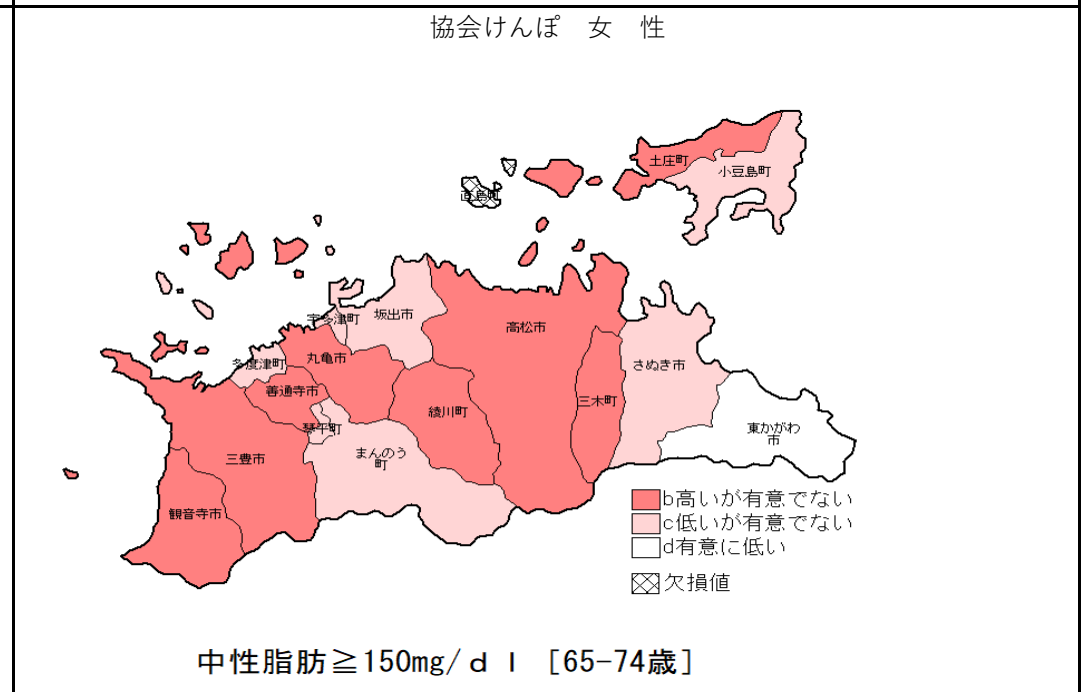 協会けんぽ 女 性
土庄町
小豆島町
直島町
宇多津町
坂出市
高松市
多度津町
丸亀市
さぬき市
善通寺市
三木町
綾川町
琴平町
東かがわ
市
まんのう
町
三豊市
観音寺市
b高いが有意でない
c低いが有意でない
d有意に低い
欠損値
中性脂肪≧150mg/ｄｌ [65-74歳]